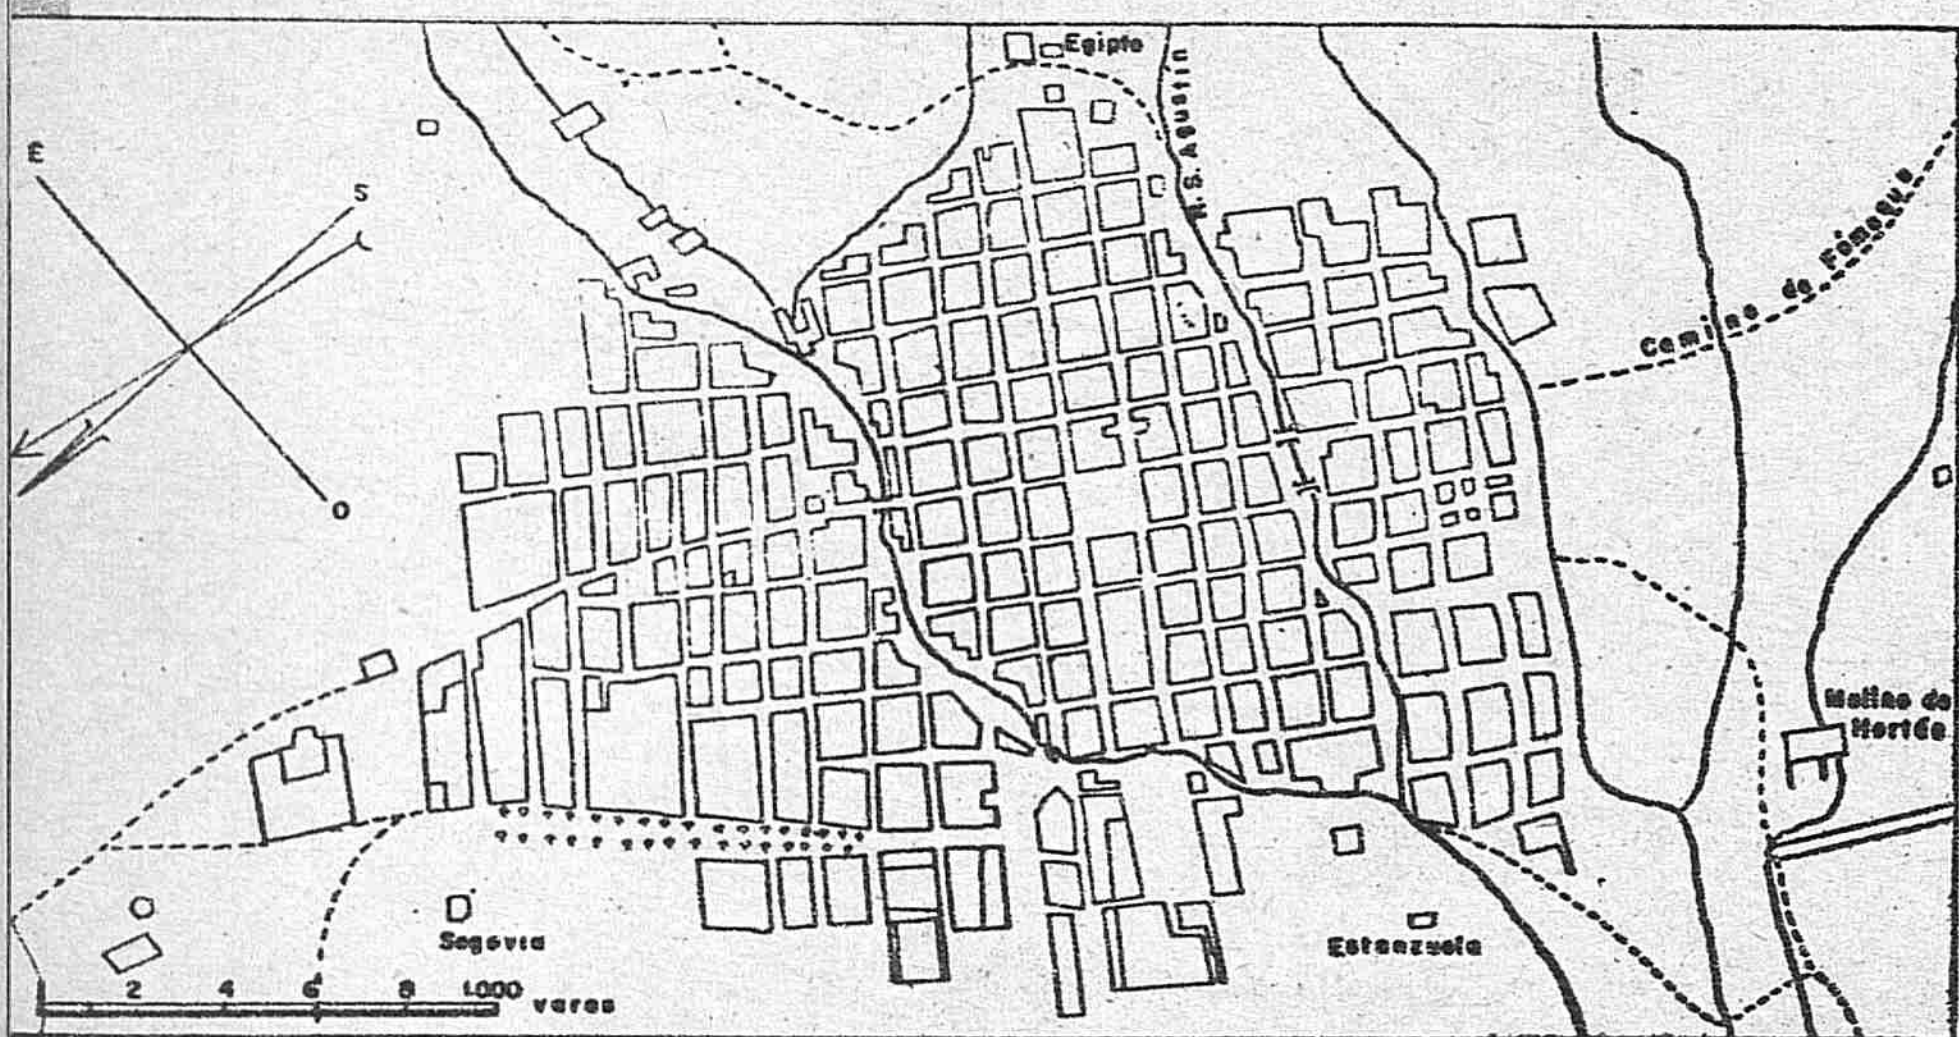 Egipto
R. S. Agustín
E
S
O
Camino de Fómeque
Molino de
Hortúa
Segovia
Estanzuela
2 4 6 8 1.000 varas